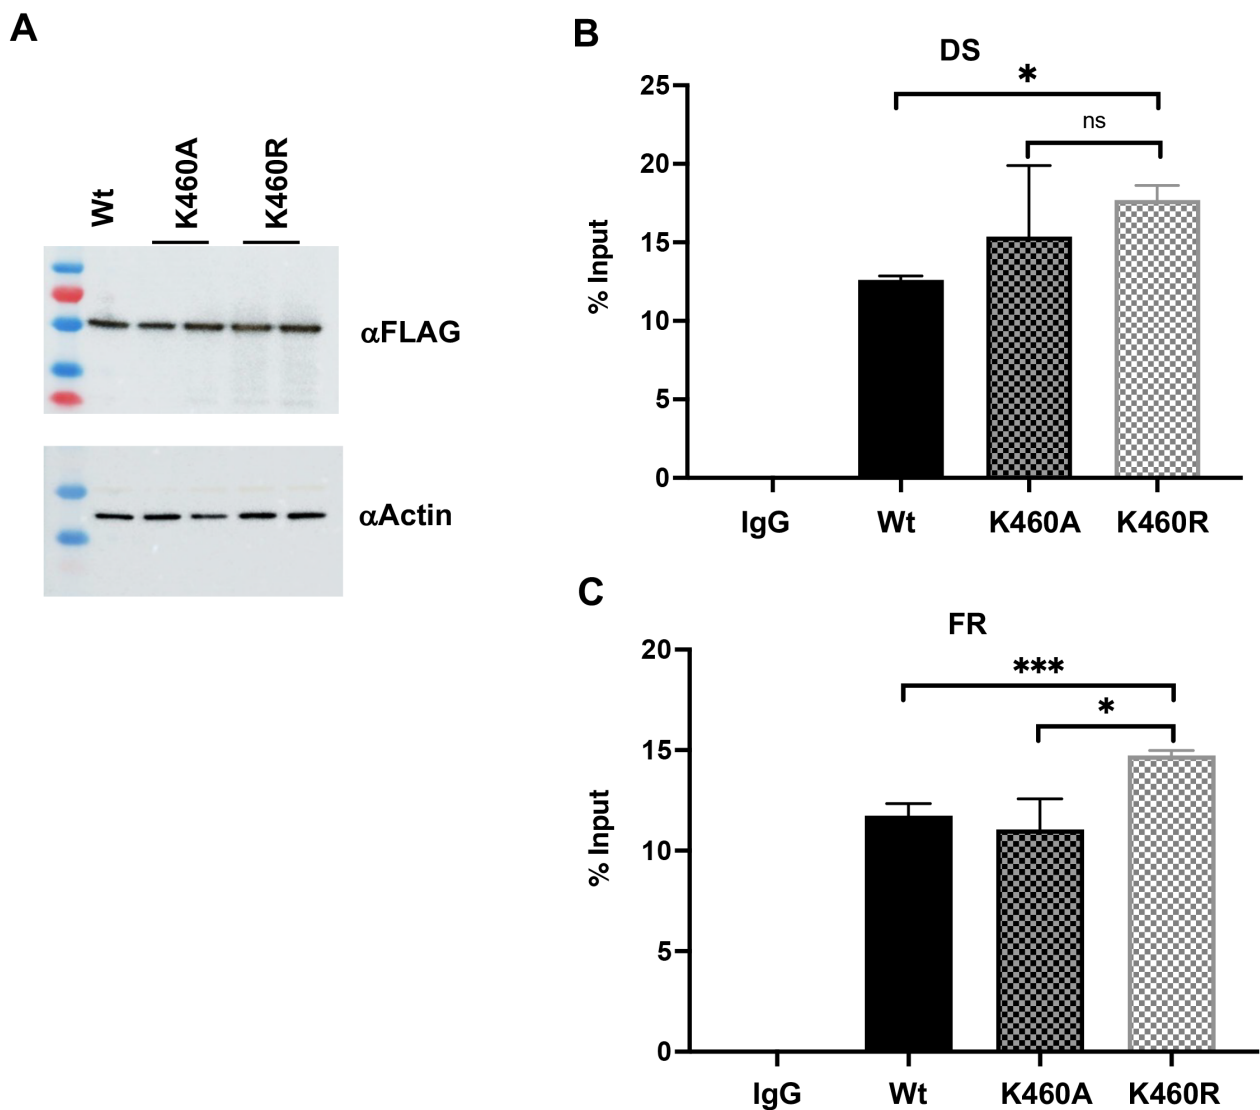 A
Wt
K460A
K460R
αFLAG
αActin
B
DS
*
ns
25
20
15
10
5
0
% Input
IgG
Wt
K460A
K460R
C
FR
***
*
20
15
10
5
0
% Input
IgG
Wt
K460A
K460R